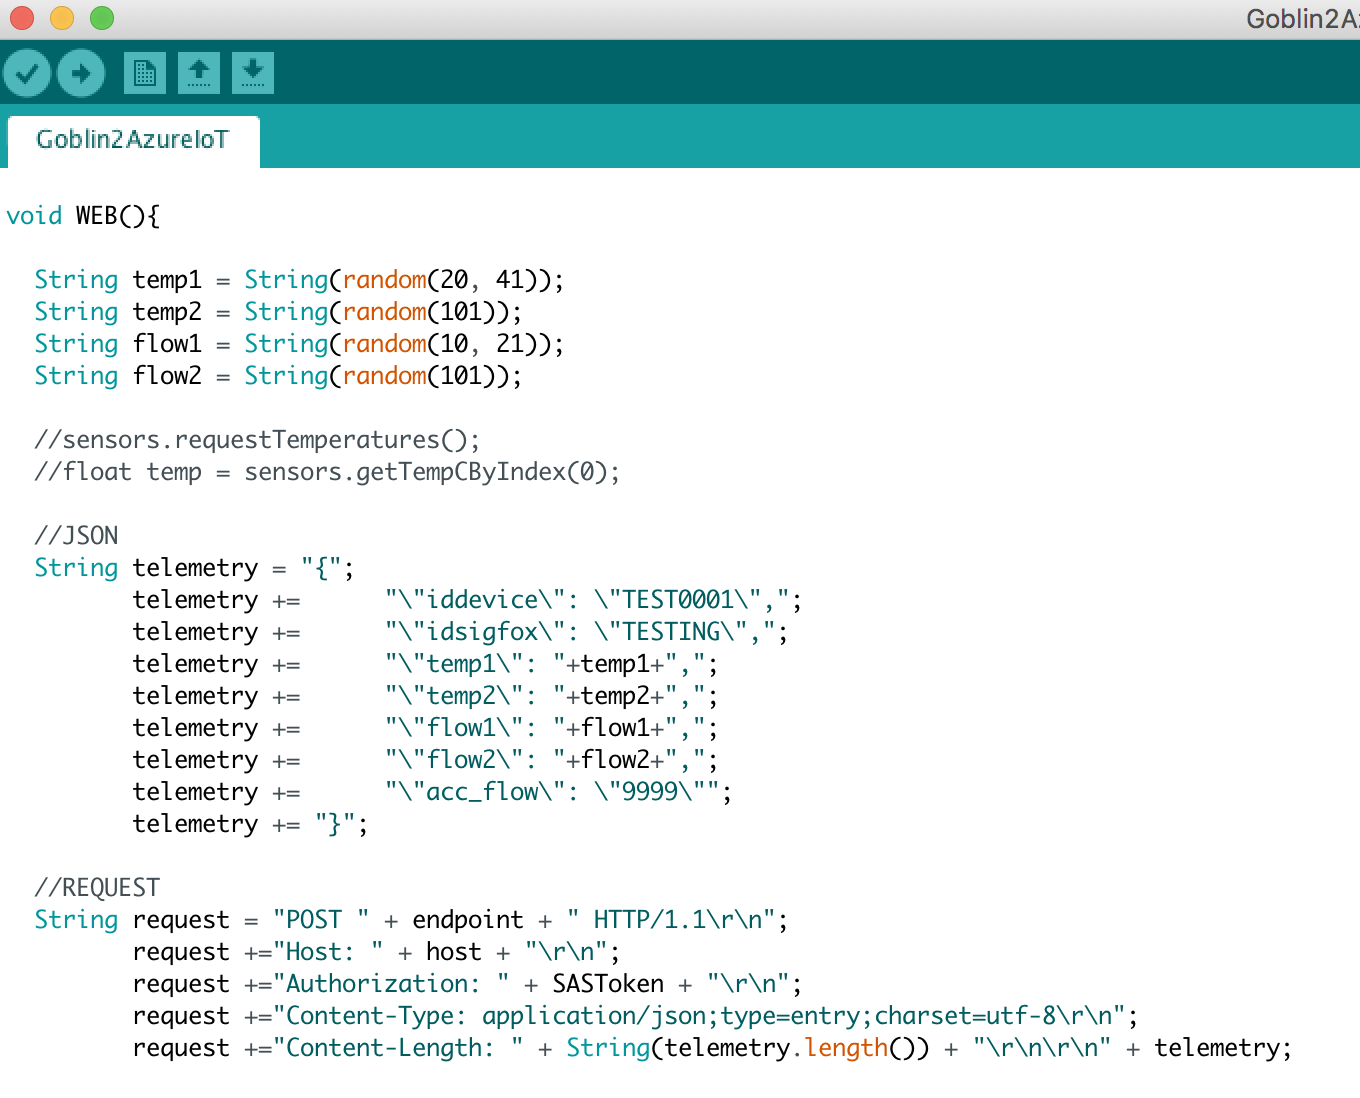 Goblin2Az
Goblin2AzureIoT
void WEB(){
String temp1 = String(random(20, 41));
String temp2 = String(random(101));
String flow1 = String(random(10, 21));
String flow2 = String(random(101));
//sensors.requestTemperatures();
//float temp = sensors.getTempCByIndex(0);
//JSON
String telemetry = "{";
telemetry +=      "\"iddevice\": \"TEST0001\",";
telemetry +=      "\"idsigfox\": \"TESTING\",";
telemetry +=      "\"temp1\": "+temp1+",";
telemetry +=      "\"temp2\": "+temp2+",";
telemetry +=      "\"flow1\": "+flow1+",";
telemetry +=      "\"flow2\": "+flow2+",";
telemetry +=      "\"acc_flow\": \"9999\"";
telemetry += "}";
//REQUEST
String request = "POST " + endpoint + " HTTP/1.1\r\n";
request +="Host: " + host + "\r\n";
request +="Authorization: " + SASToken + "\r\n";
request +="Content-Type: application/json;type=entry;charset=utf-8\r\n";
request +="Content-Length: " + String(telemetry.length()) + "\r\n\r\n" + telemetry;